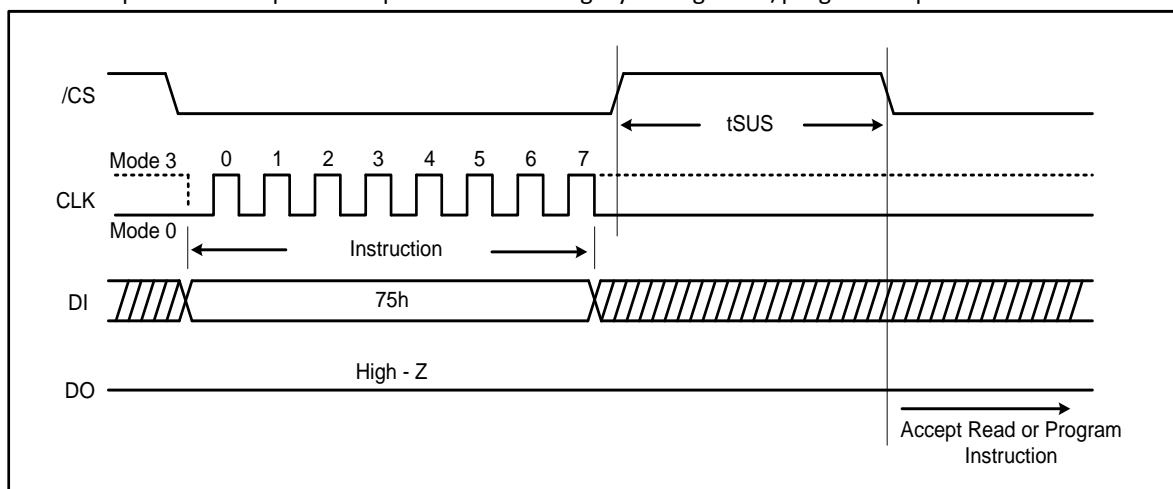 /CS
tSUS
Mode 3
0 1 2 3 4 5 6 7
CLK
Mode 0
Instruction
DI
75h
High - Z
DO
Accept Read or Program
Instruction